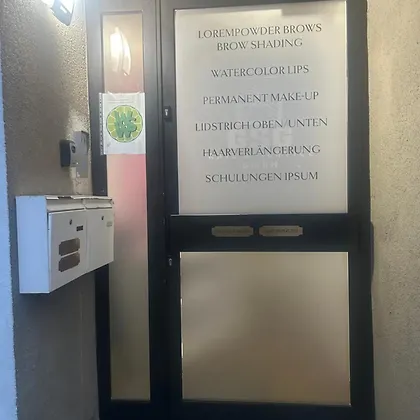 LOREMPOWDER BROWS
BROW SHADING
WATERCOLOR LIPS
PERMANENT MAKE-UP
LIDSTRICH OBEN/UNTEN
HAARVERLÄNGERUNG
SCHULUNGEN IPSUM